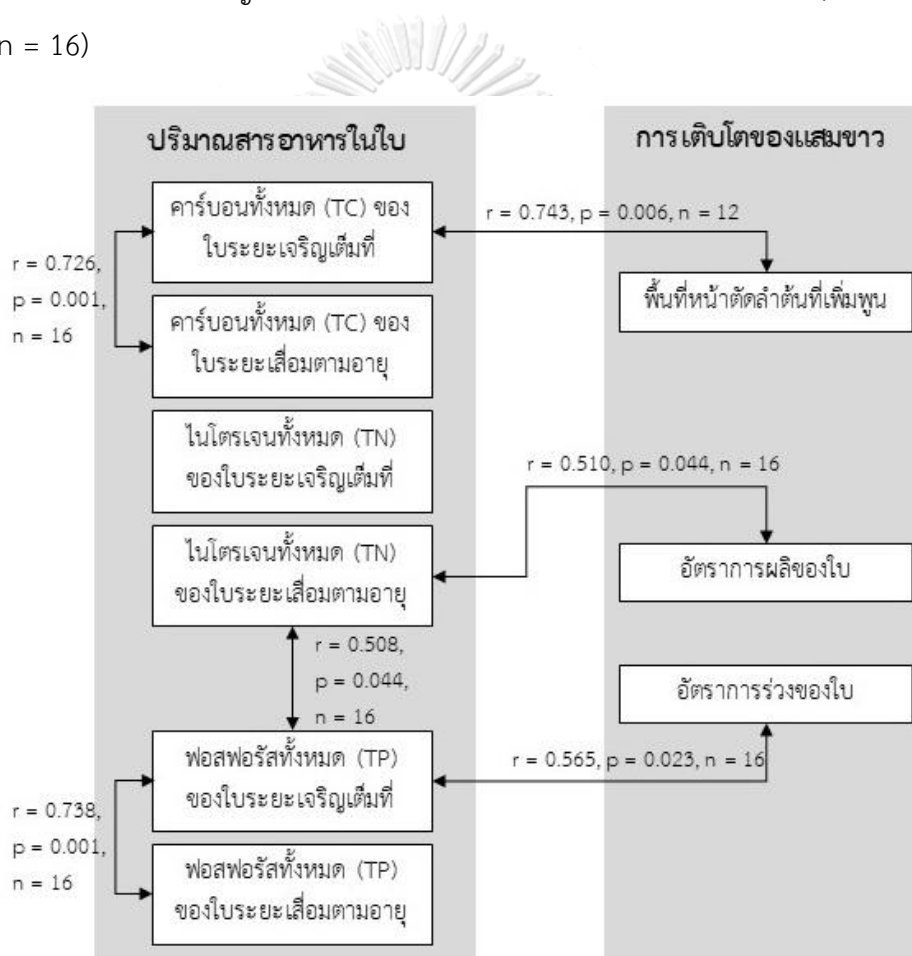 n = 16)
ปริมาณสารอาหารในใบ
การเติบโตของแสมขาว
คาร์บอนทั้งหมด (TC) ของ
ใบระยะเจริญเต็มที่
r = 0.743, p = 0.006, n = 12
r = 0.726,
p = 0.001,
n = 16
พื้นที่หน้าตัดลำต้นที่เพิ่มพูน
คาร์บอนทั้งหมด (TC) ของ
ใบระยะเสื่อมตามอายุ
ไนโตรเจนทั้งหมด (TN)
ของใบระยะเจริญเต็มที่
r = 0.510, p = 0.044, n = 16
ไนโตรเจนทั้งหมด (TN)
ของใบระยะเสื่อมตามอายุ
อัตราการผลิของใบ
r = 0.508,
p = 0.044,
n = 16
อัตราการร่วงของใบ
ฟอสฟอรัสทั้งหมด (TP)
ของใบระยะเจริญเต็มที่
r = 0.565, p = 0.023, n = 16
r = 0.738,
p = 0.001,
n = 16
ฟอสฟอรัสทั้งหมด (TP)
ของใบระยะเสื่อมตามอายุ